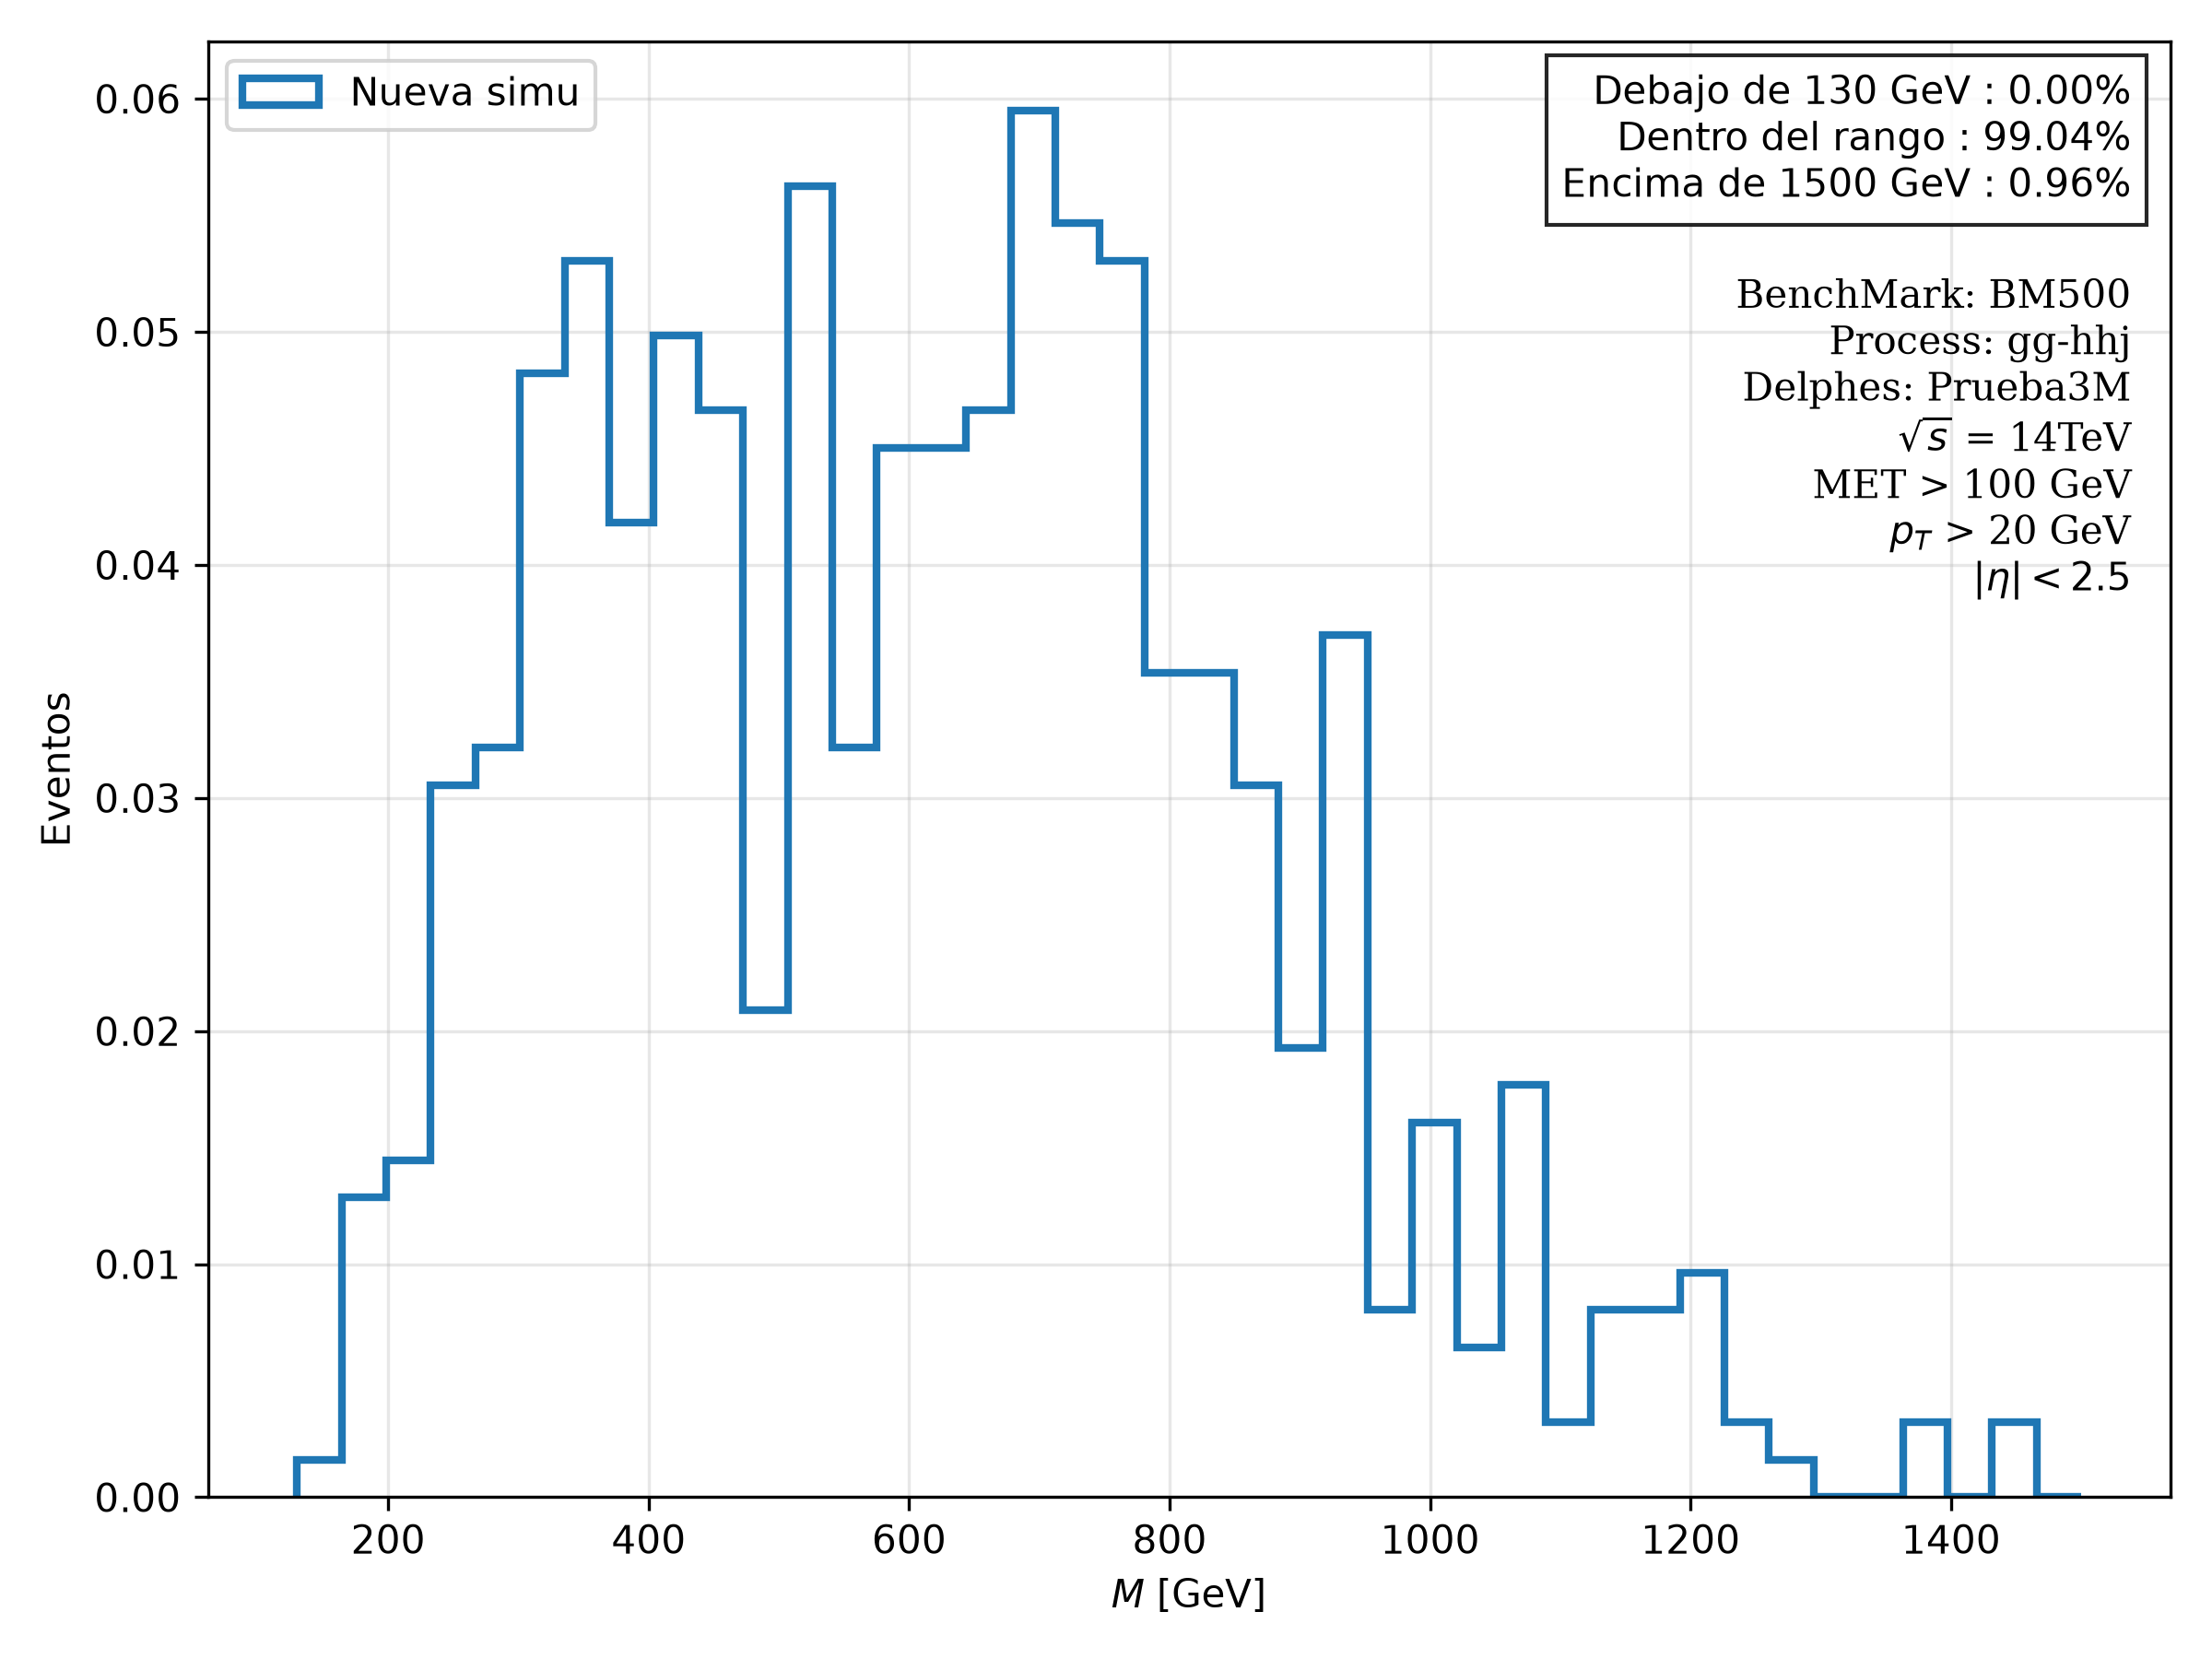 Nueva simu
Debajo de 130 GeV : 0.00%
Dentro del rango : 99.04%
Encima de 1500 GeV : 0.96%
BenchMark: BM500
Process: gg-hhj
Delphes: Prueba3M
√s = 14TeV
MET > 100 GeV
p_T > 20 GeV
|η| < 2.5
Eventos
0.06
0.05
0.04
0.03
0.02
0.01
0.00
200 400 600 800 1000 1200 1400
M [GeV]